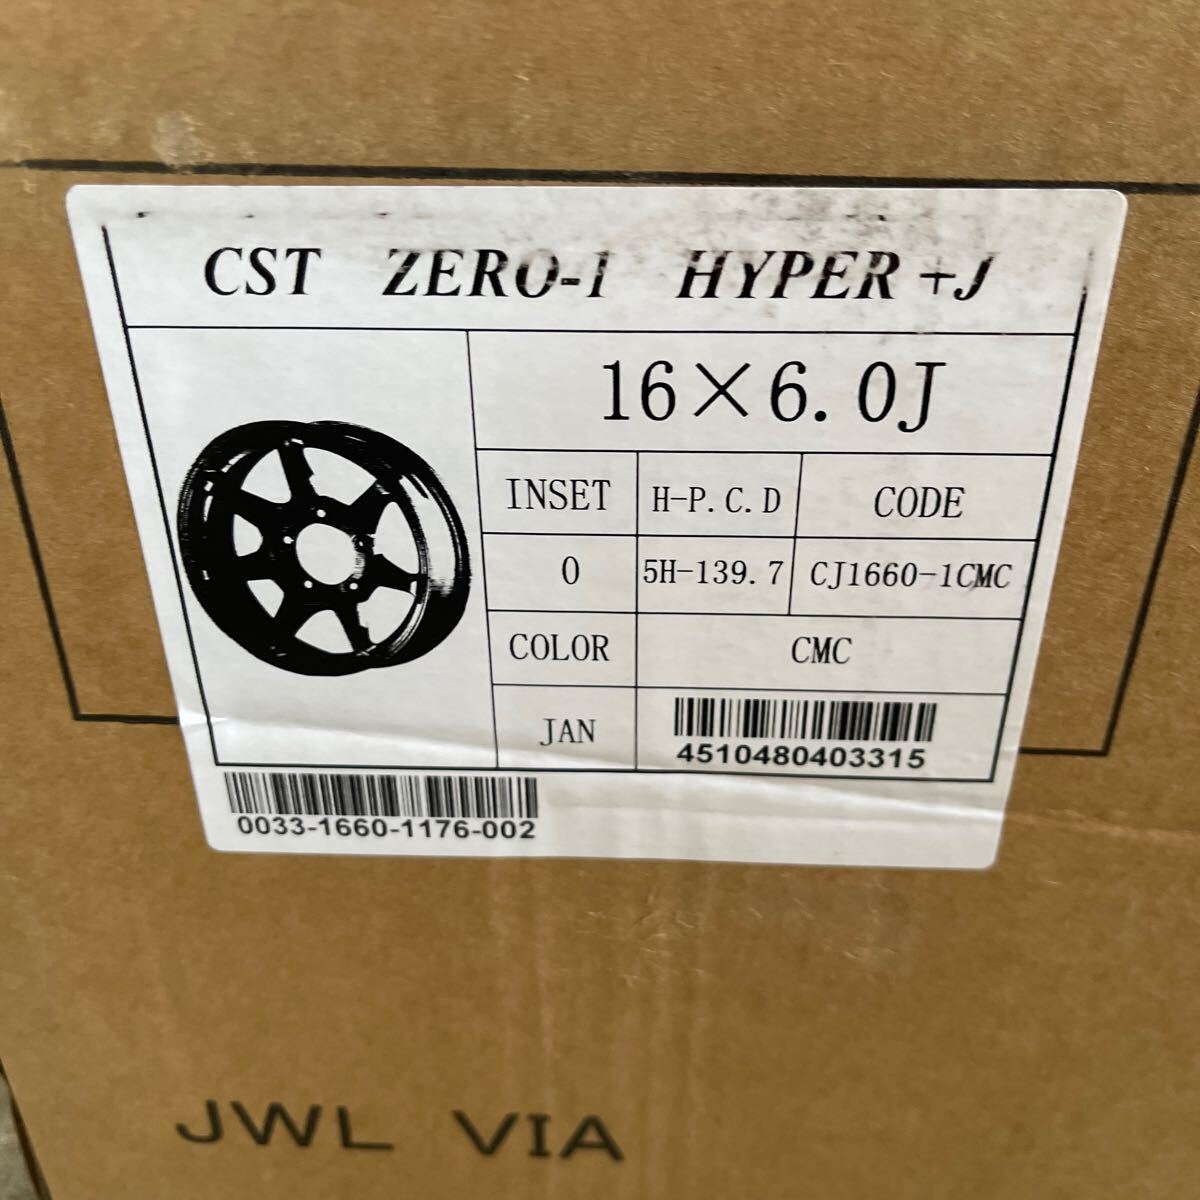 CST ZERO-1 HYPER +J
16×6.0J
INSET H-P.C.D CODE
0 5H-139.7 CJ1660-1CMC
COLOR CMC
JAN
4510480403315
0033-1660-1176-002
JWL VIA